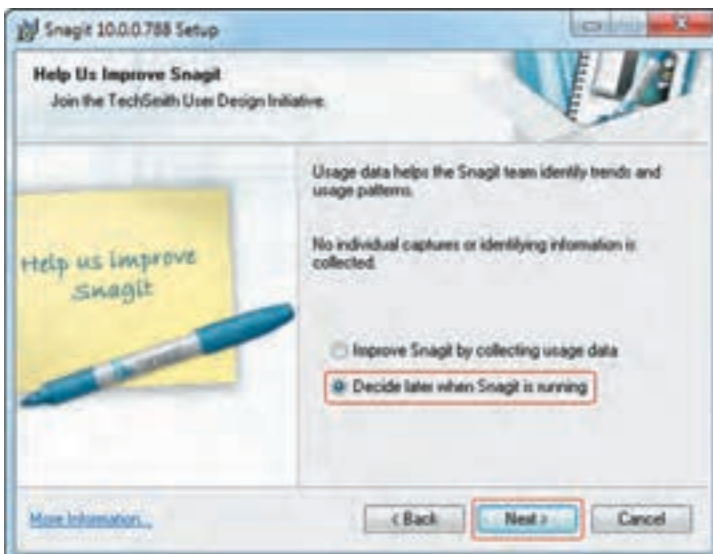 Snagit 10.0.0.788 Setup
Help Us Improve Snagit
Join the TechSmith User Design Initiative.
Help us improve
Snagit
Usage data helps the Snagit team identify trends and
usage patterns.
No individual captures or identifying information is
collected.
Improve Snagit by collecting usage data
Decide later when Snagit is running
More Information...
< Back
Next >
Cancel